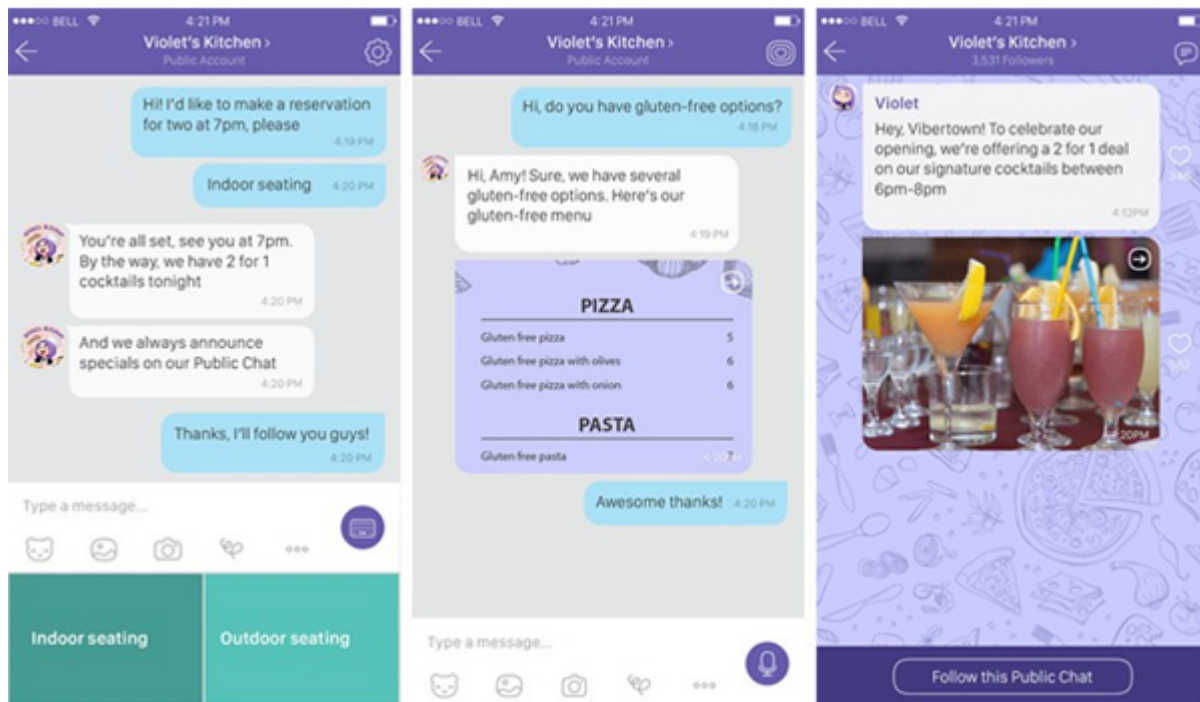 BELL 4:21 PM
Violet's Kitchen >
Public Account
Hi! I'd like to make a reservation
for two at 7pm, please
4:19 PM
Indoor seating 4:20 PM
You're all set, see you at 7pm.
By the way, we have 2 for 1
cocktails tonight
4:20 PM
And we always announce
specials on our Public Chat
4:20 PM
Thanks, I'll follow you guys!
4:20 PM
Type a message...
Indoor seating
Outdoor seating
BELL 4:21 PM
Violet's Kitchen >
Public Account
Hi, do you have gluten-free options?
4:18 PM
Hi, Amy! Sure, we have several
gluten-free options. Here's our
gluten-free menu
4:19 PM
PIZZA
Gluten free pizza 5
Gluten free pizza with olives 6
Gluten free pizza with onion 6
PASTA
Gluten free pasta 7
Awesome thanks! 4:20 PM
Type a message...
BELL 4:21 PM
Violet's Kitchen >
3,531 Followers
Violet
Hey, Vibertown! To celebrate our
opening, we're offering a 2 for 1 deal
on our signature cocktails between
6pm-8pm
4:12PM
Follow this Public Chat